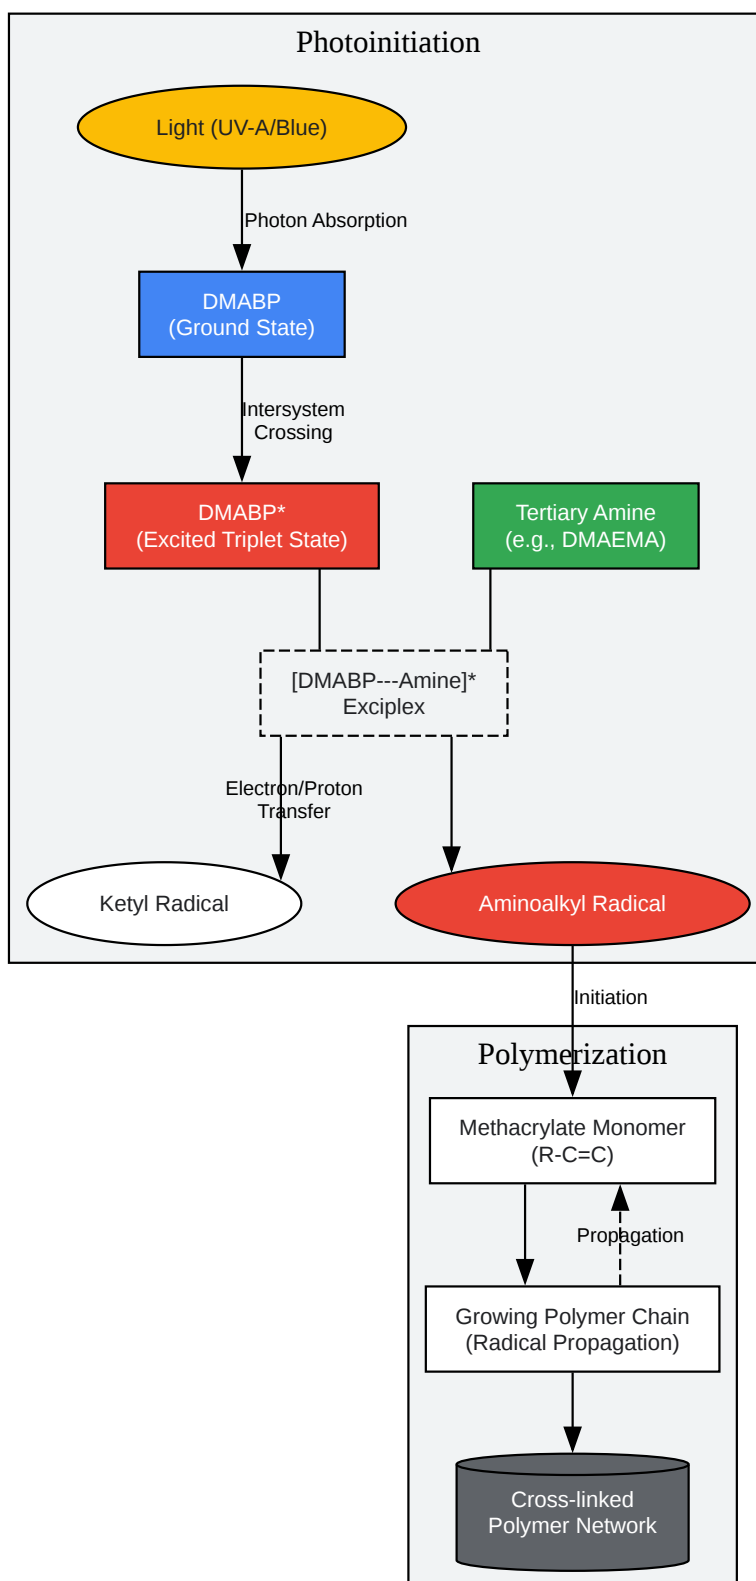 Photoinitiation
Light (UV-A/Blue)
Photon Absorption
DMABP
(Ground State)
Intersystem
Crossing
DMABP*
(Excited Triplet State)
Tertiary Amine
(e.g., DMAEMA)
[DMABP---Amine]*
Exciplex
Electron/Proton
Transfer
Ketyl Radical
Aminoalkyl Radical
Initiation
Polymerization
Methacrylate Monomer
(R-C=C)
Propagation
Growing Polymer Chain
(Radical Propagation)
Cross-linked
Polymer Network